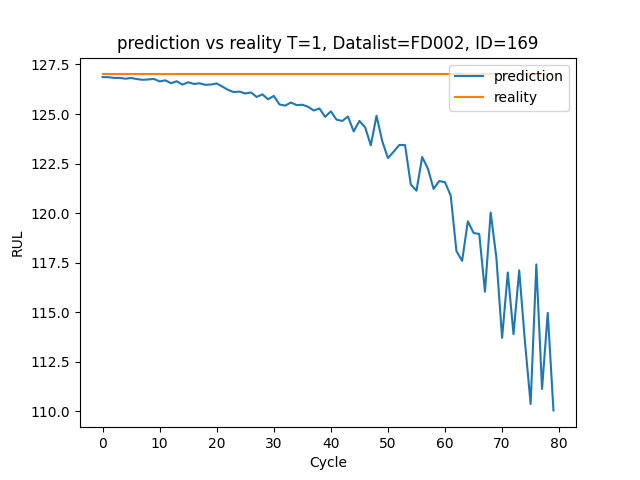 prediction vs reality T=1, Datalist=FD002, ID=169
127.5
125.0
122.5
120.0
117.5
115.0
112.5
110.0
RUL
prediction
reality
0 10 20 30 40 50 60 70 80
Cycle